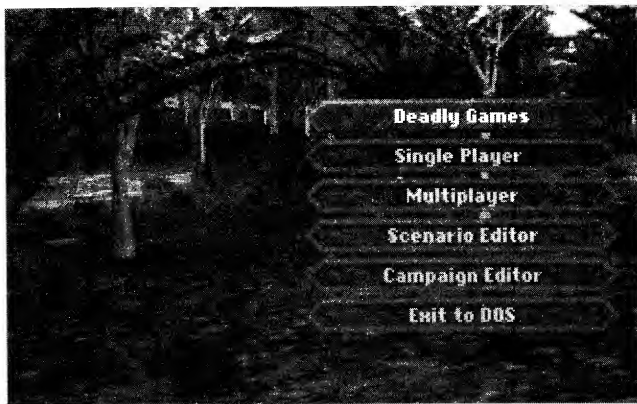 Deadly Games
Single Player
Multiplayer
Scenario Editor
Campaign Editor
Exit to DOS